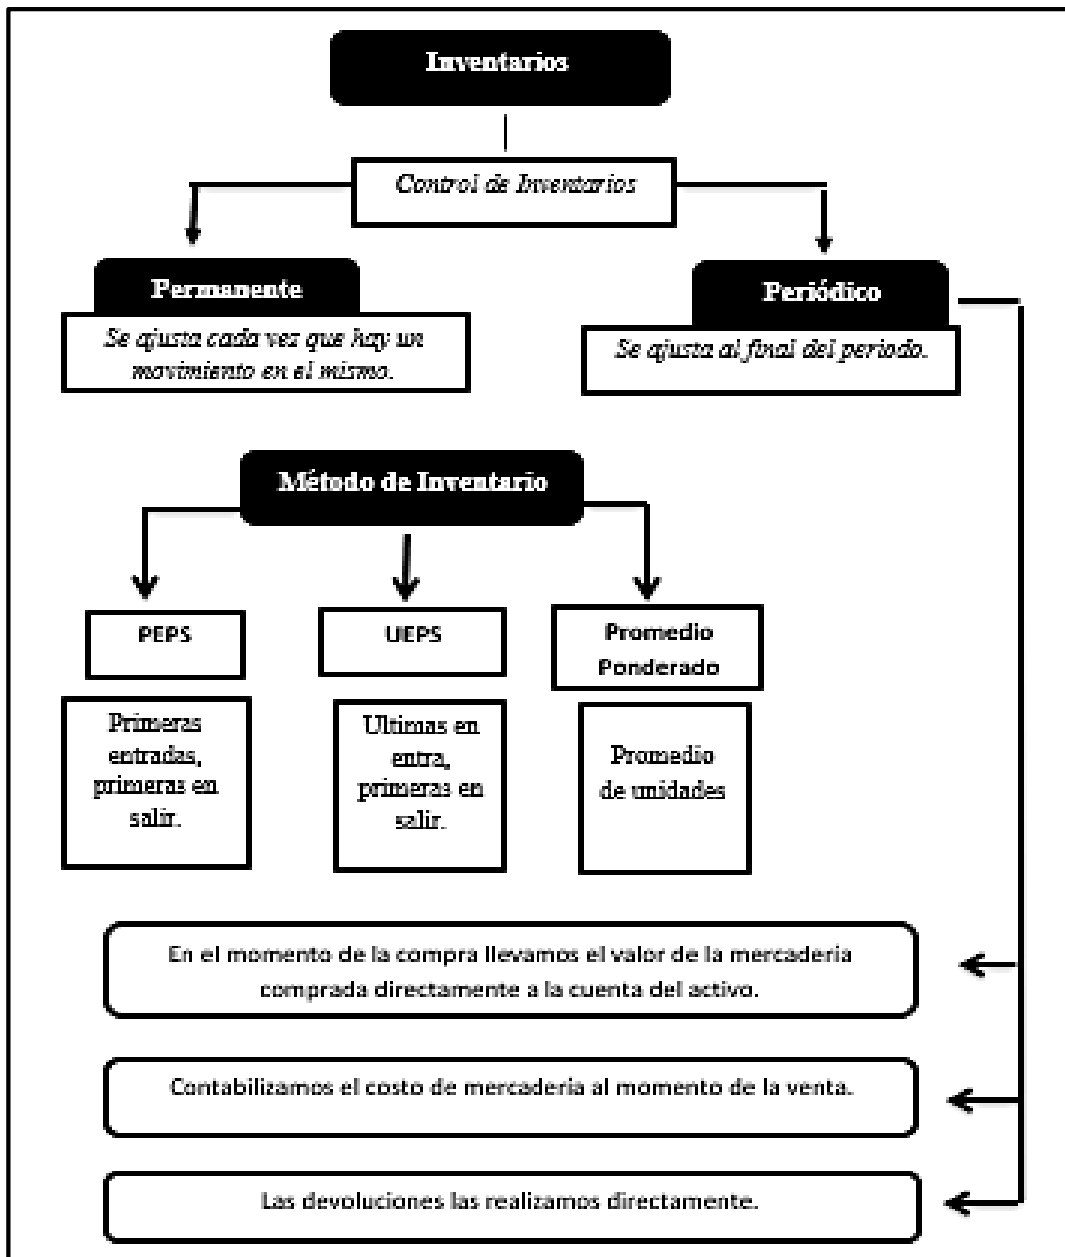 Inventarios
Control de Inventarios
Permanente
Se ajusta cada vez que hay un
movimiento en el mismo.
Periódico
Se ajusta al final del periodo.
Método de Inventario
PEPS
Primeras
entradas,
primeras en
salir.
UEPS
Ultimas en
entra,
primeras en
salir.
Promedio
Ponderado
Promedio
de unidades
En el momento de la compra llevamos el valor de la mercaderia
comprada directamente a la cuenta del activo.
Contabilizamos el costo de mercaderia al momento de la venta.
Las devoluciones las realizamos directamente.